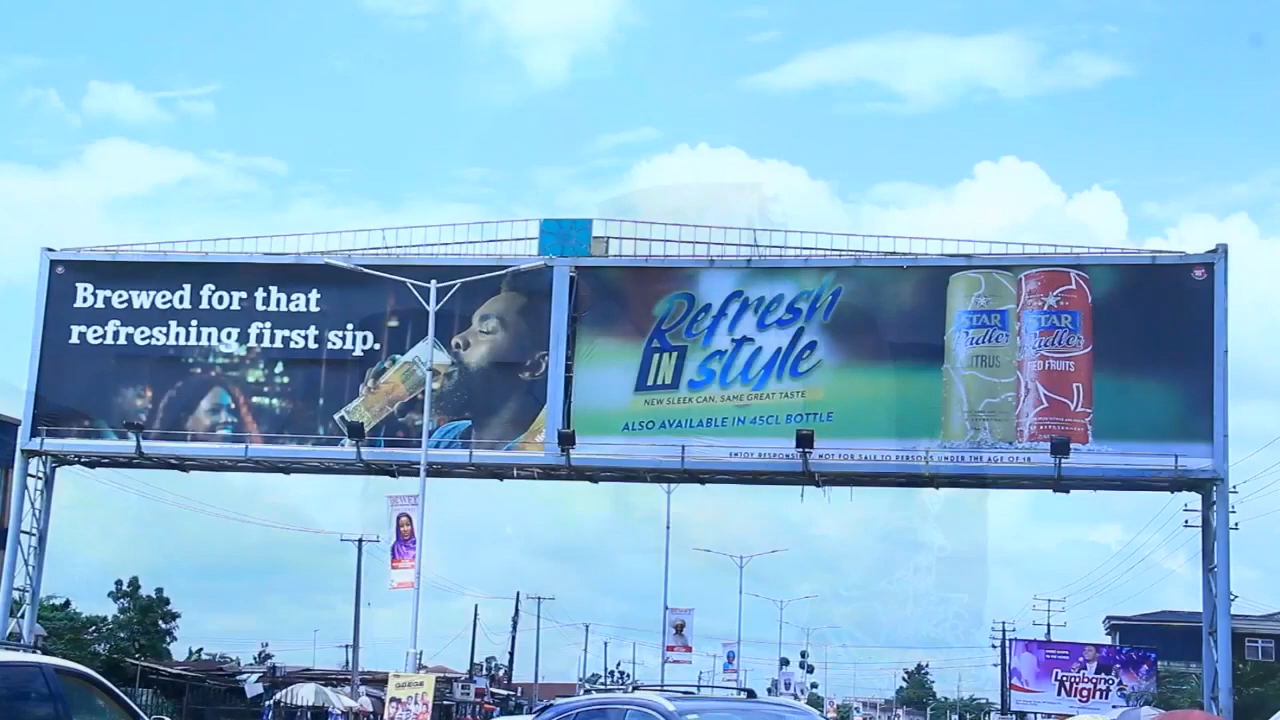 Brewed for that
refreshing first sip.
Refresh
IN style
NEW SLEEK CAN, SAME GREAT TASTE
ALSO AVAILABLE IN 45CL BOTTLE
STAR
Radler
CITRUS
STAR
Radler
RED FRUITS
ENJOY RESPONSIBLY. NOT FOR SALE TO PERSONS UNDER THE AGE OF 18
Night